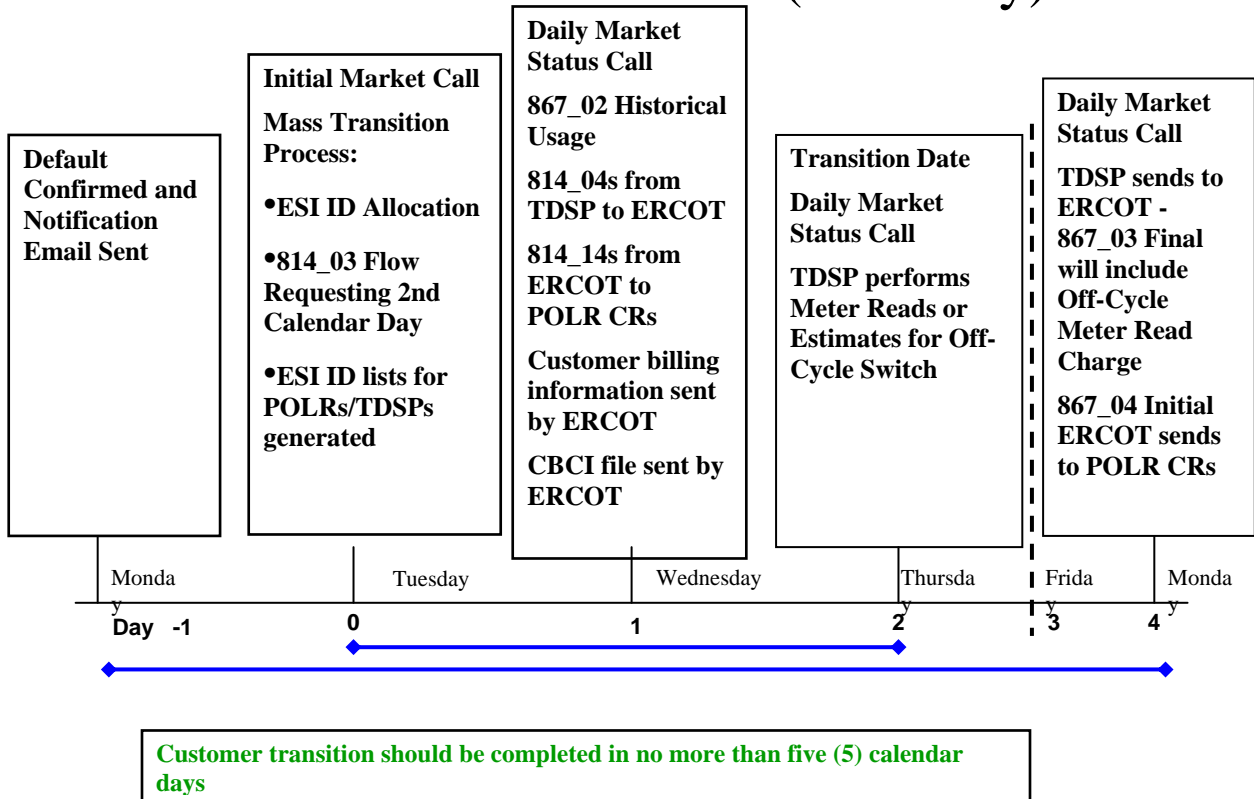 Default
Confirmed and
Notification
Email Sent
Initial Market Call
Mass Transition
Process:
•ESI ID Allocation
•814_03 Flow
Requesting 2nd
Calendar Day
•ESI ID lists for
POLRs/TDSPs
generated
Daily Market
Status Call
867_02 Historical
Usage
814_04s from
TDSP to ERCOT
814_14s from
ERCOT to
POLR CRs
Customer billing
information sent
by ERCOT
CBCI file sent by
ERCOT
Transition Date
Daily Market
Status Call
TDSP performs
Meter Reads or
Estimates for Off-
Cycle Switch
Daily Market
Status Call
TDSP sends to
ERCOT -
867_03 Final
will include
Off-Cycle
Meter Read
Charge
867_04 Initial
ERCOT sends
to POLR CRs
Monda
y
Tuesday
Wednesday
Thursda
y
Frida
y
Monda
y
Day -1
0
1
2
3
4
Customer transition should be completed in no more than five (5) calendar
days